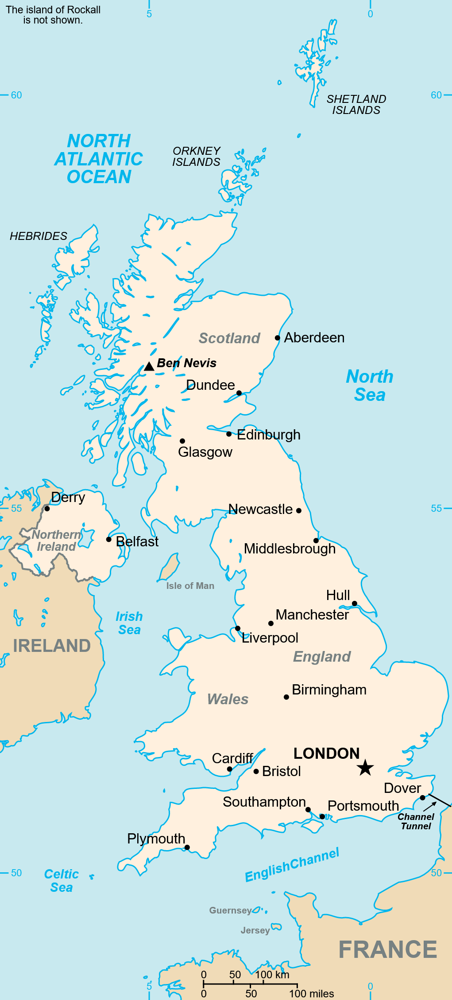 The island of Rockall
is not shown.
5
0
60
60
SHETLAND
ISLANDS
NORTH
ATLANTIC
OCEAN
ORKNEY
ISLANDS
HEBRIDES
Scotland
Aberdeen
Ben Nevis
North
Sea
Dundee
Edinburgh
Glasgow
Derry
55
Newcastle
55
Northern
Ireland
Belfast
Middlesbrough
Isle of Man
Hull
Irish
Sea
Manchester
Liverpool
IRELAND
England
Birmingham
Wales
LONDON
Cardiff
Bristol
Dover
Southampton
Portsmouth
Channel
Tunnel
Plymouth
English Channel
50
Celtic
Sea
50
Guernsey
Jersey
FRANCE
0 50 100 km
0 50 100 miles
5
0